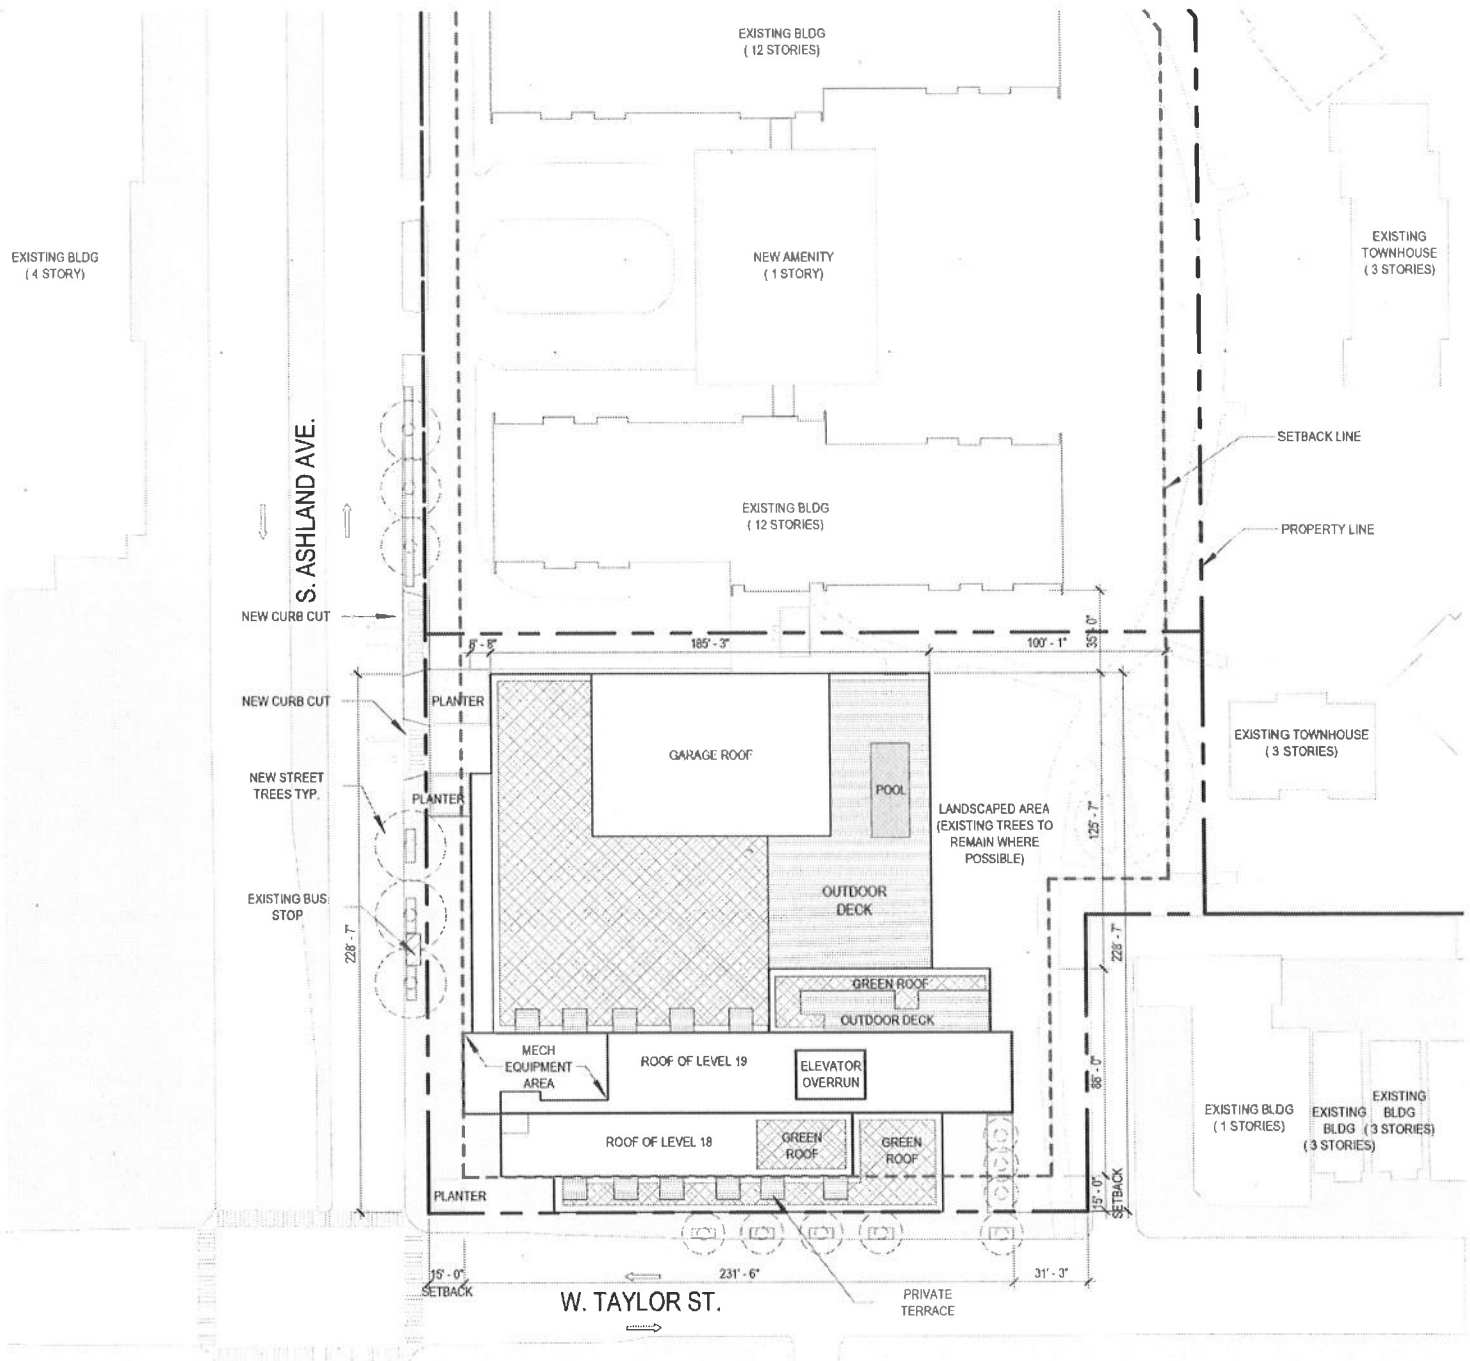 EXISTING BLDG
( 12 STORIES)
EXISTING BLDG
( 4 STORY)
NEW AMENITY
( 1 STORY)
EXISTING
TOWNHOUSE
( 3 STORIES)
S. ASHLAND AVE.
SETBACK LINE
EXISTING BLDG
( 12 STORIES)
PROPERTY LINE
NEW CURB CUT
8' - 8"
185' - 3"
100' - 1"
35' - 0"
NEW CURB CUT
PLANTER
GARAGE ROOF
EXISTING TOWNHOUSE
( 3 STORIES)
NEW STREET
TREES TYP.
PLANTER
POOL
LANDSCAPED AREA
(EXISTING TREES TO
REMAIN WHERE
POSSIBLE)
125' - 7"
EXISTING BUS
STOP
OUTDOOR
DECK
228' - 7"
228' - 7"
GREEN ROOF
OUTDOOR DECK
MECH
EQUIPMENT
AREA
ROOF OF LEVEL 19
ELEVATOR
OVERRUN
88' - 0"
EXISTING BLDG
( 1 STORIES)
EXISTING
BLDG
( 3 STORIES)
EXISTING
BLDG
( 3 STORIES)
ROOF OF LEVEL 18
GREEN
ROOF
GREEN
ROOF
PLANTER
15' - 0"
SETBACK
15' - 0"
SETBACK
231' - 6"
31' - 3"
W. TAYLOR ST.
PRIVATE
TERRACE